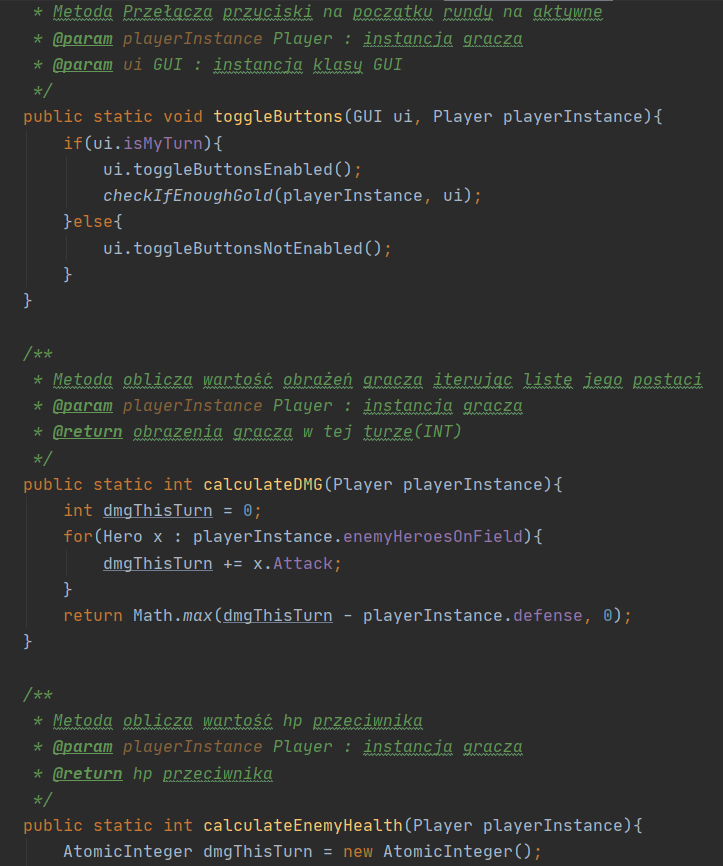 * Metoda Przełącza przyciski na początku rundy na aktywne
* @param playerInstance Player : instancja gracza
* @param ui GUI : instancja klasy GUI
*/
public static void toggleButtons(GUI ui, Player playerInstance){
if(ui.isMyTurn){
ui.toggleButtonsEnabled();
checkIfEnoughGold(playerInstance, ui);
}else{
ui.toggleButtonsNotEnabled();
}
}
/**
* Metoda oblicza wartość obrażeń gracza iterując listę jego postaci
* @param playerInstance Player : instancja gracza
* @return obrazenia gracza w tej turze(INT)
*/
public static int calculateDMG(Player playerInstance){
int dmgThisTurn = 0;
for(Hero x : playerInstance.enemyHeroesOnField){
dmgThisTurn += x.Attack;
}
return Math.max(dmgThisTurn - playerInstance.defense, 0);
}
/**
* Metoda oblicza wartość hp przeciwnika
* @param playerInstance Player : instancja gracza
* @return hp przeciwnika
*/
public static int calculateEnemyHealth(Player playerInstance){
AtomicInteger dmgThisTurn = new AtomicInteger();